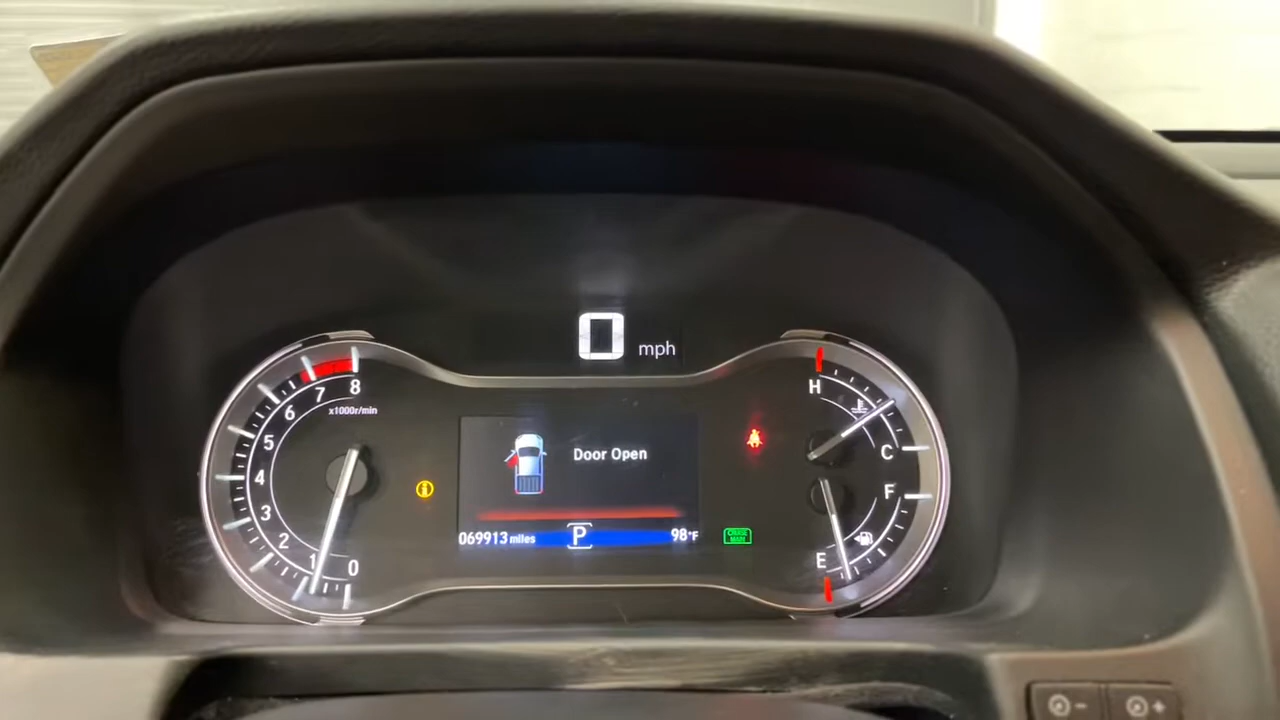 0 mph
8
7
6
5
4
3
2
1
0
x1000r/min
Door Open
069913 miles
P
98°F
H
C
F
E